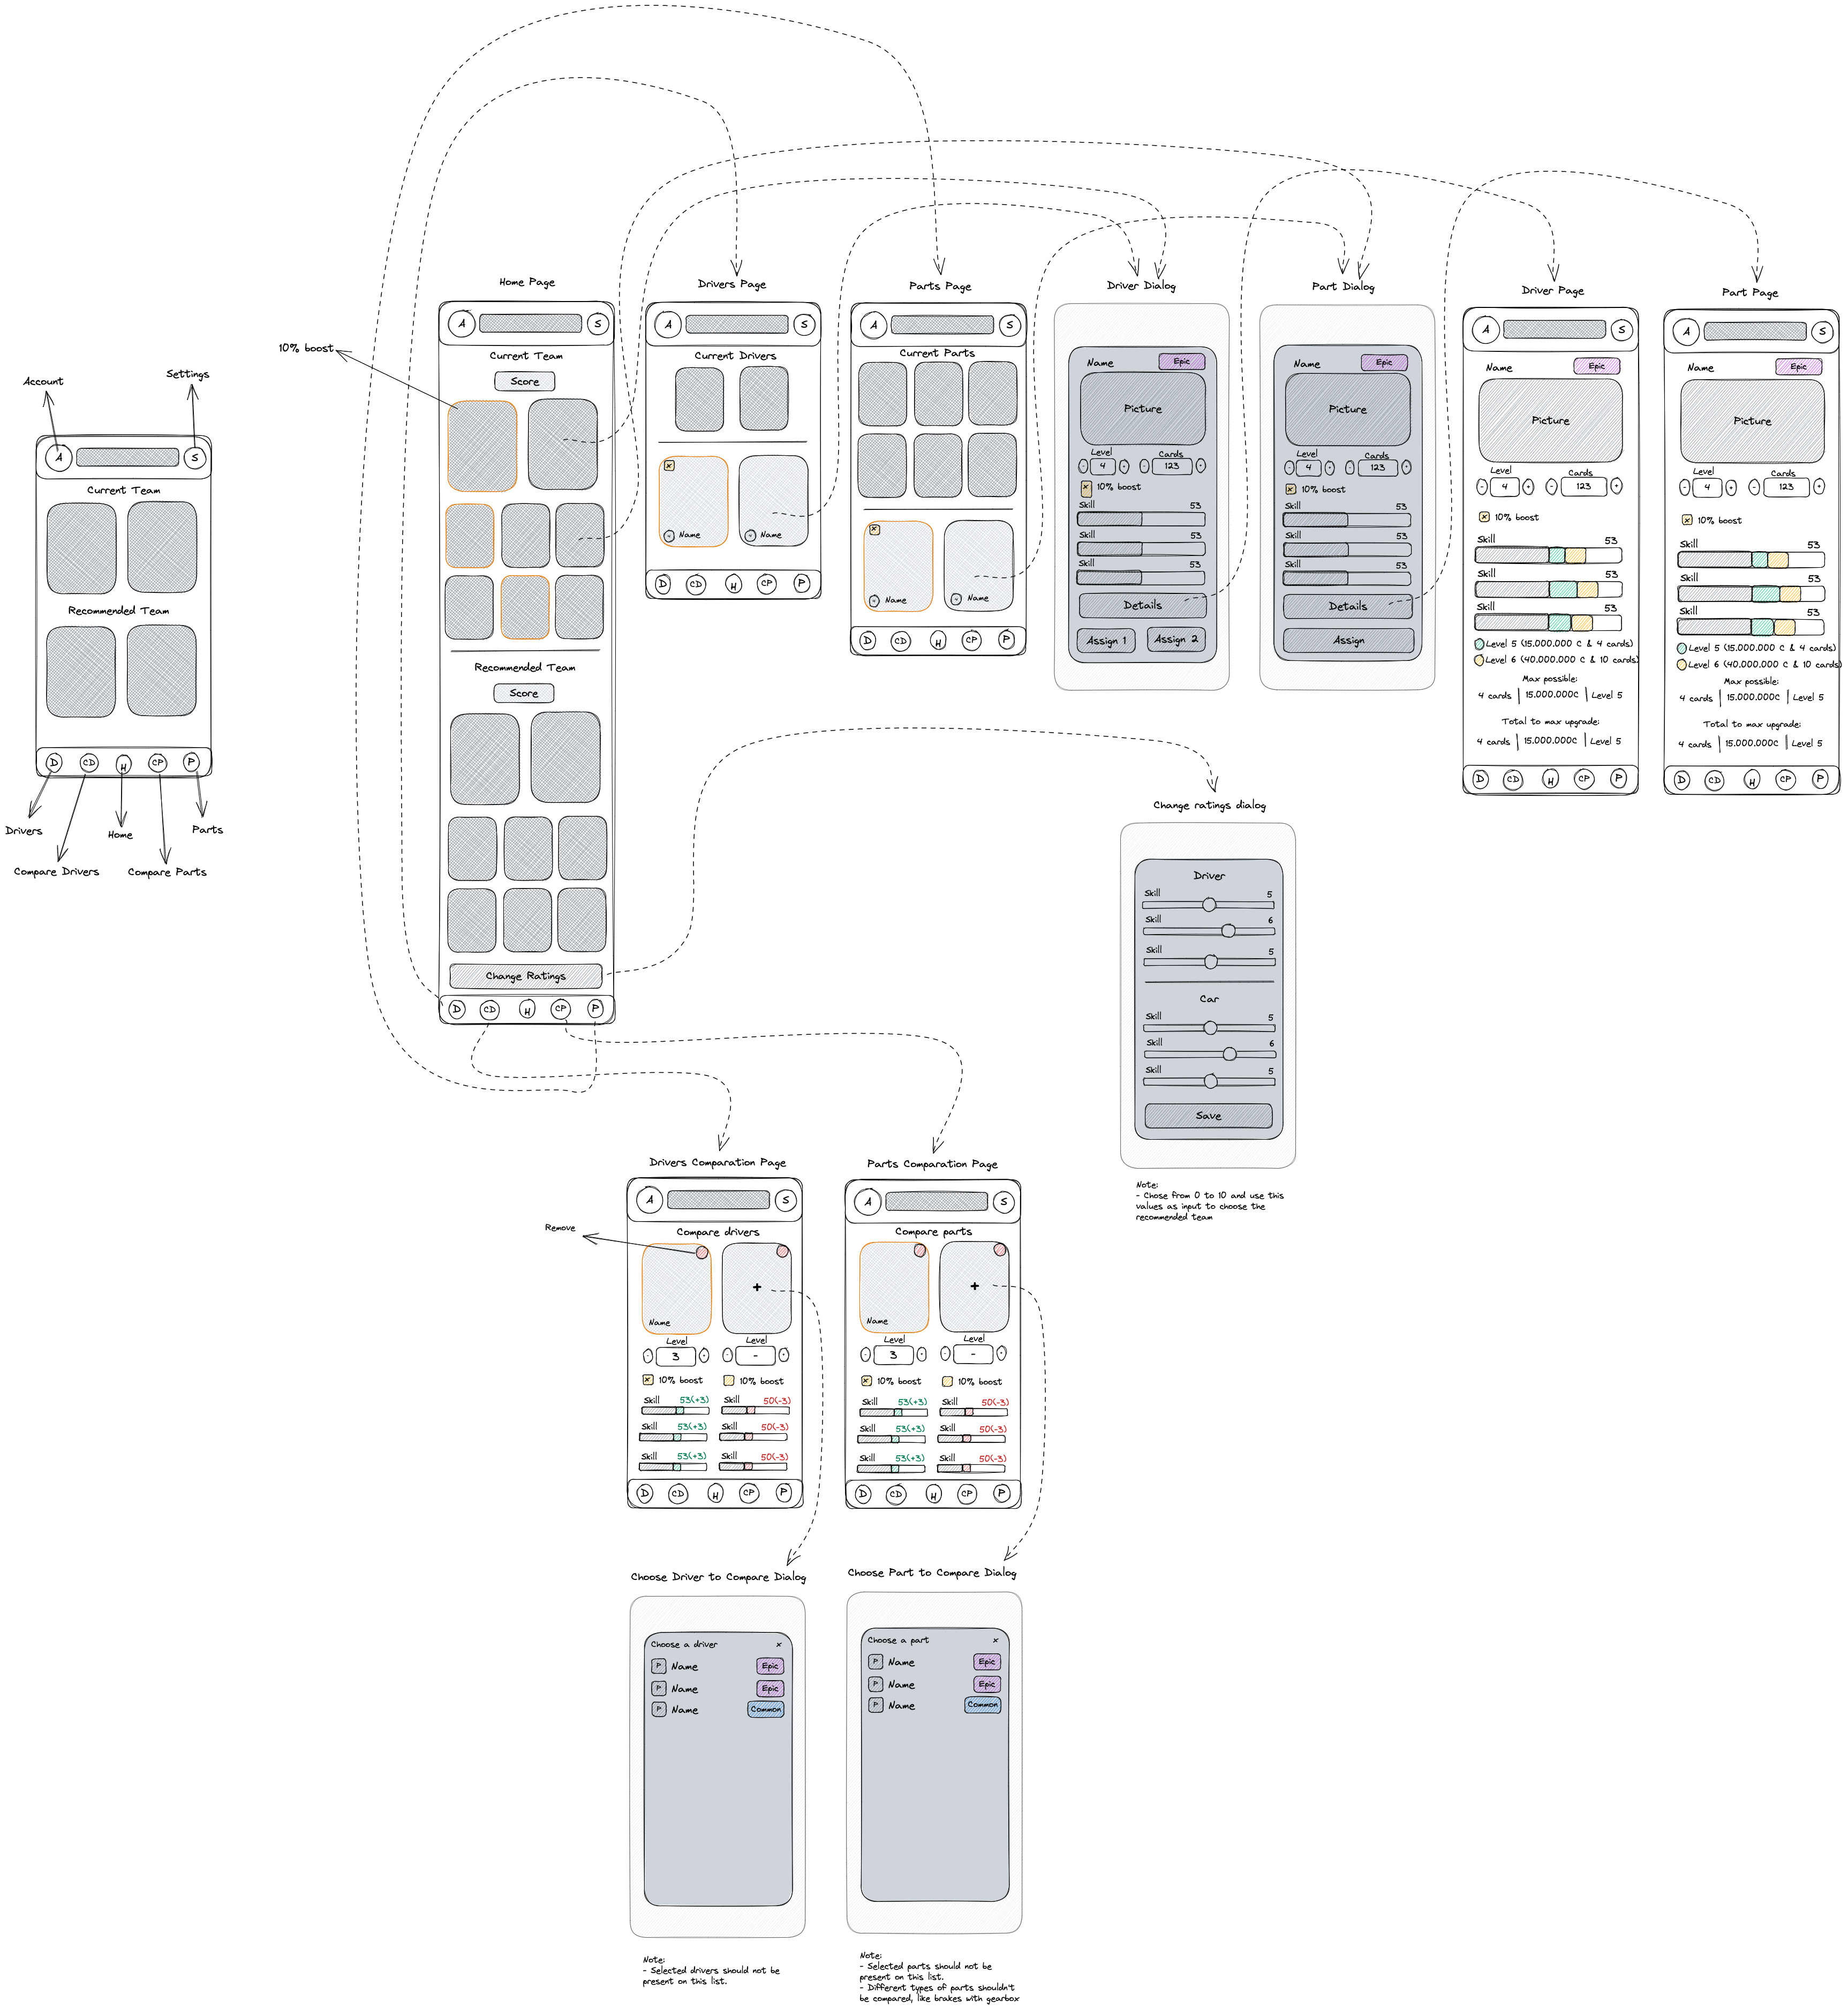 Account
Settings
A
S
Current Team
Recommended Team
D
CD
H
CP
P
Drivers
Home
Parts
Compare Drivers
Compare Parts
10% boost
Home Page
A
S
Current Team
Score
Recommended Team
Score
Change Ratings
D
CD
H
CP
P
Drivers Page
A
S
Current Drivers
x
Name
Name
D
CD
H
CP
P
Parts Page
A
S
Current Parts
x
Name
Name
D
CD
H
CP
P
Driver Dialog
Name
Epic
Picture
Level
Cards
- 4 +
- 123 +
x 10% boost
Skill 53
Skill 53
Skill 53
Details
Assign 1
Assign 2
Part Dialog
Name
Epic
Picture
Level
Cards
- 4 +
- 123 +
x 10% boost
Skill 53
Skill 53
Skill 53
Details
Assign
Driver Page
A
S
Name
Epic
Picture
Level
Cards
- 4 +
- 123 +
x 10% boost
Skill 53
Skill 53
Skill 53
Level 5 (15.000.000 C & 4 cards)
Level 6 (40.000.000 C & 10 cards)
Max possible:
4 cards | 15.000.000C | Level 5
Total to max upgrade:
4 cards | 15.000.000C | Level 5
D
CD
H
CP
P
Part Page
A
S
Name
Epic
Picture
Level
Cards
- 4 +
- 123 +
x 10% boost
Skill 53
Skill 53
Skill 53
Level 5 (15.000.000 C & 4 cards)
Level 6 (40.000.000 C & 10 cards)
Max possible:
4 cards | 15.000.000C | Level 5
Total to max upgrade:
4 cards | 15.000.000C | Level 5
D
CD
H
CP
P
Change ratings dialog
Driver
Skill 5
Skill 6
Skill 5
Car
Skill 5
Skill 6
Skill 5
Save
Note:
- Chose from 0 to 10 and use this
values as input to choose the
recommended team
Drivers Comparation Page
A
S
Compare drivers
Remove
+
Name
Level
Level
- 3 +
- - +
x 10% boost
10% boost
Skill 53(+3)
Skill 50(-3)
Skill 53(+3)
Skill 50(-3)
Skill 53(+3)
Skill 50(-3)
D
CD
H
CP
P
Parts Comparation Page
A
S
Compare parts
+
Name
Level
Level
- 3 +
- - +
x 10% boost
10% boost
Skill 53(+3)
Skill 50(-3)
Skill 53(+3)
Skill 50(-3)
Skill 53(+3)
Skill 50(-3)
D
CD
H
CP
P
Choose Driver to Compare Dialog
Choose a driver x
P Name Epic
P Name Epic
P Name Common
Note:
- Selected drivers should not be
present on this list.
Choose Part to Compare Dialog
Choose a part x
P Name Epic
P Name Epic
P Name Common
Note:
- Selected parts should not be
present on this list.
- Different types of parts shouldn't
be compared, like brakes with gearbox